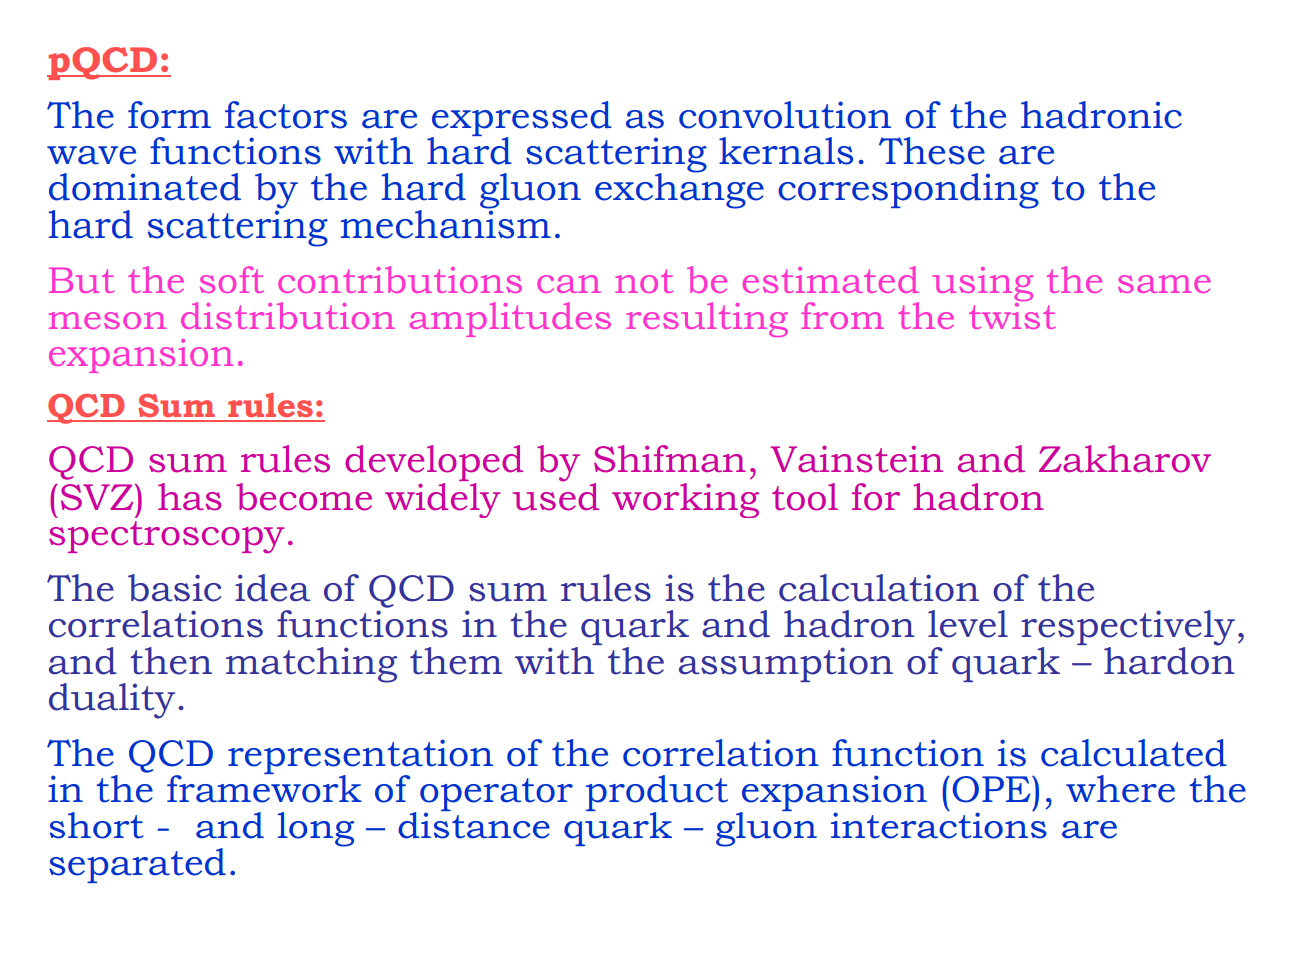 pQCD:
The form factors are expressed as convolution of the hadronic
wave functions with hard scattering kernals. These are
dominated by the hard gluon exchange corresponding to the
hard scattering mechanism.
But the soft contributions can not be estimated using the same
meson distribution amplitudes resulting from the twist
expansion.
QCD Sum rules:
QCD sum rules developed by Shifman, Vainstein and Zakharov
(SVZ) has become widely used working tool for hadron
spectroscopy.
The basic idea of QCD sum rules is the calculation of the
correlations functions in the quark and hadron level respectively,
and then matching them with the assumption of quark – hardon
duality.
The QCD representation of the correlation function is calculated
in the framework of operator product expansion (OPE), where the
short -  and long – distance quark – gluon interactions are
separated.